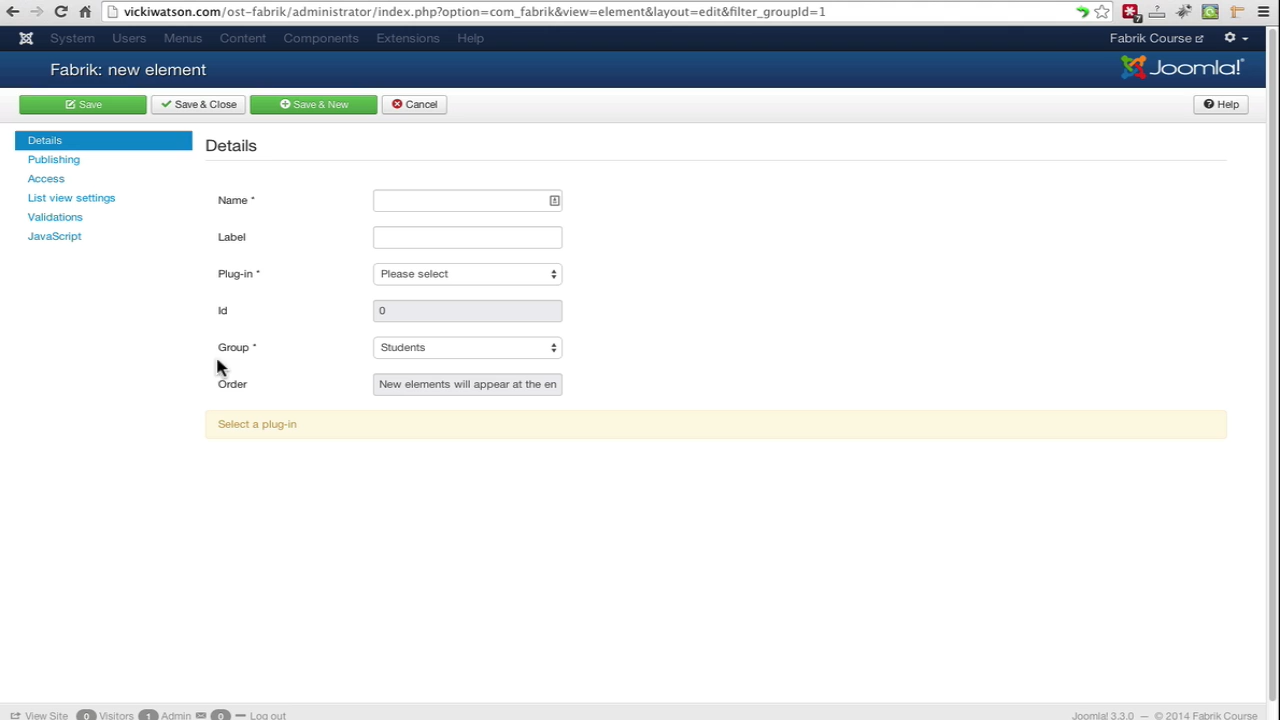 vickiwatson.com/ost-fabrik/administrator/index.php?option=com_fabrik&view=element&layout=edit&filter_groupId=1
7
System Users Menus Content Components Extensions Help
Fabrik Course
Fabrik: new element
Joomla!
Save
Save & Close
Save & New
Cancel
Help
Details
Publishing
Access
List view settings
Validations
JavaScript
Details
Name *
Label
Plug-in * Please select
Id 0
Group * Students
Order New elements will appear at the en
Select a plug-in
View Site 0 Visitors 1 Admin 0 Log out
Joomla! 3.3.0 — © 2014 Fabrik Course